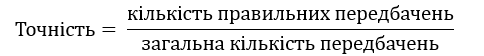 Точність = кількість правильних передбачень
загальна кількість передбачень